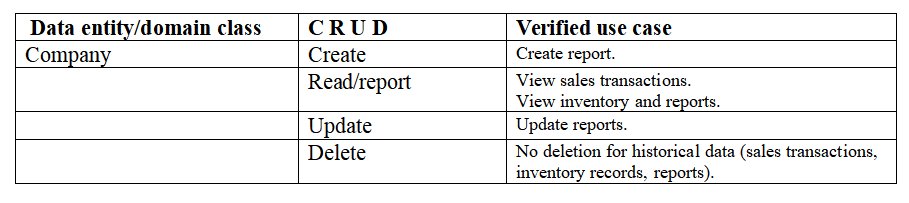 Data entity/domain class C R U D Verified use case
Company Create Create report.
Read/report View sales transactions.
View inventory and reports.
Update Update reports.
Delete No deletion for historical data (sales transactions,
inventory records, reports).